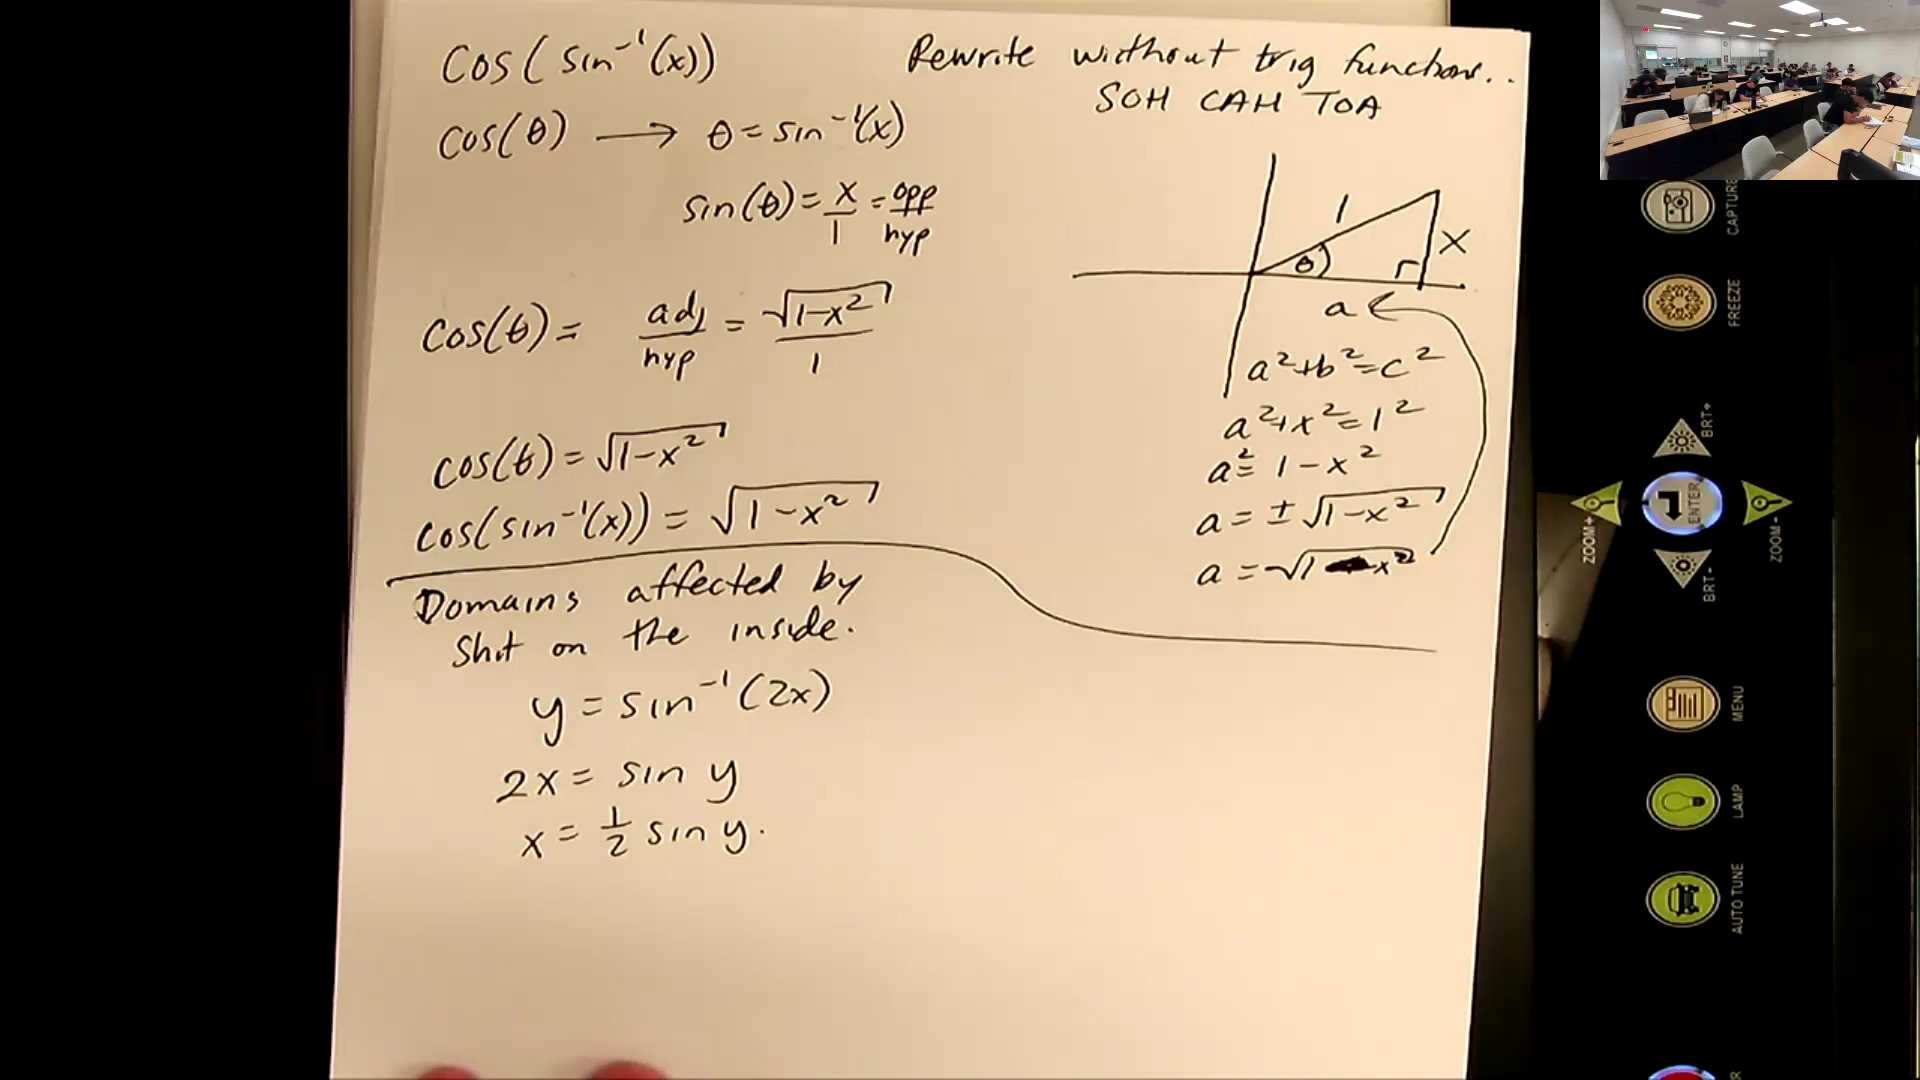 Cos(sin⁻¹(x))
Rewrite without trig functions..
SOH CAH TOA
cos(θ) → θ = sin⁻¹(x)
sin(θ) = x/1 = opp/hyp
cos(θ) = adj/hyp = √(1-x²)/1
cos(θ) = √(1-x²)
cos(sin⁻¹(x)) = √(1-x²)
1
x
θ
a
a²+b²=c²
a²+x²=1²
a²= 1-x²
a = ± √(1-x²)
a = √(1-x²)
Domains affected by
Shit on the inside.
y = sin⁻¹(2x)
2x = sin y
x = 1/2 sin y.
CAPTURE
FREEZE
BRT+
ZOOM+
ENTER
ZOOM-
BRT-
MENU
LAMP
AUTO TUNE